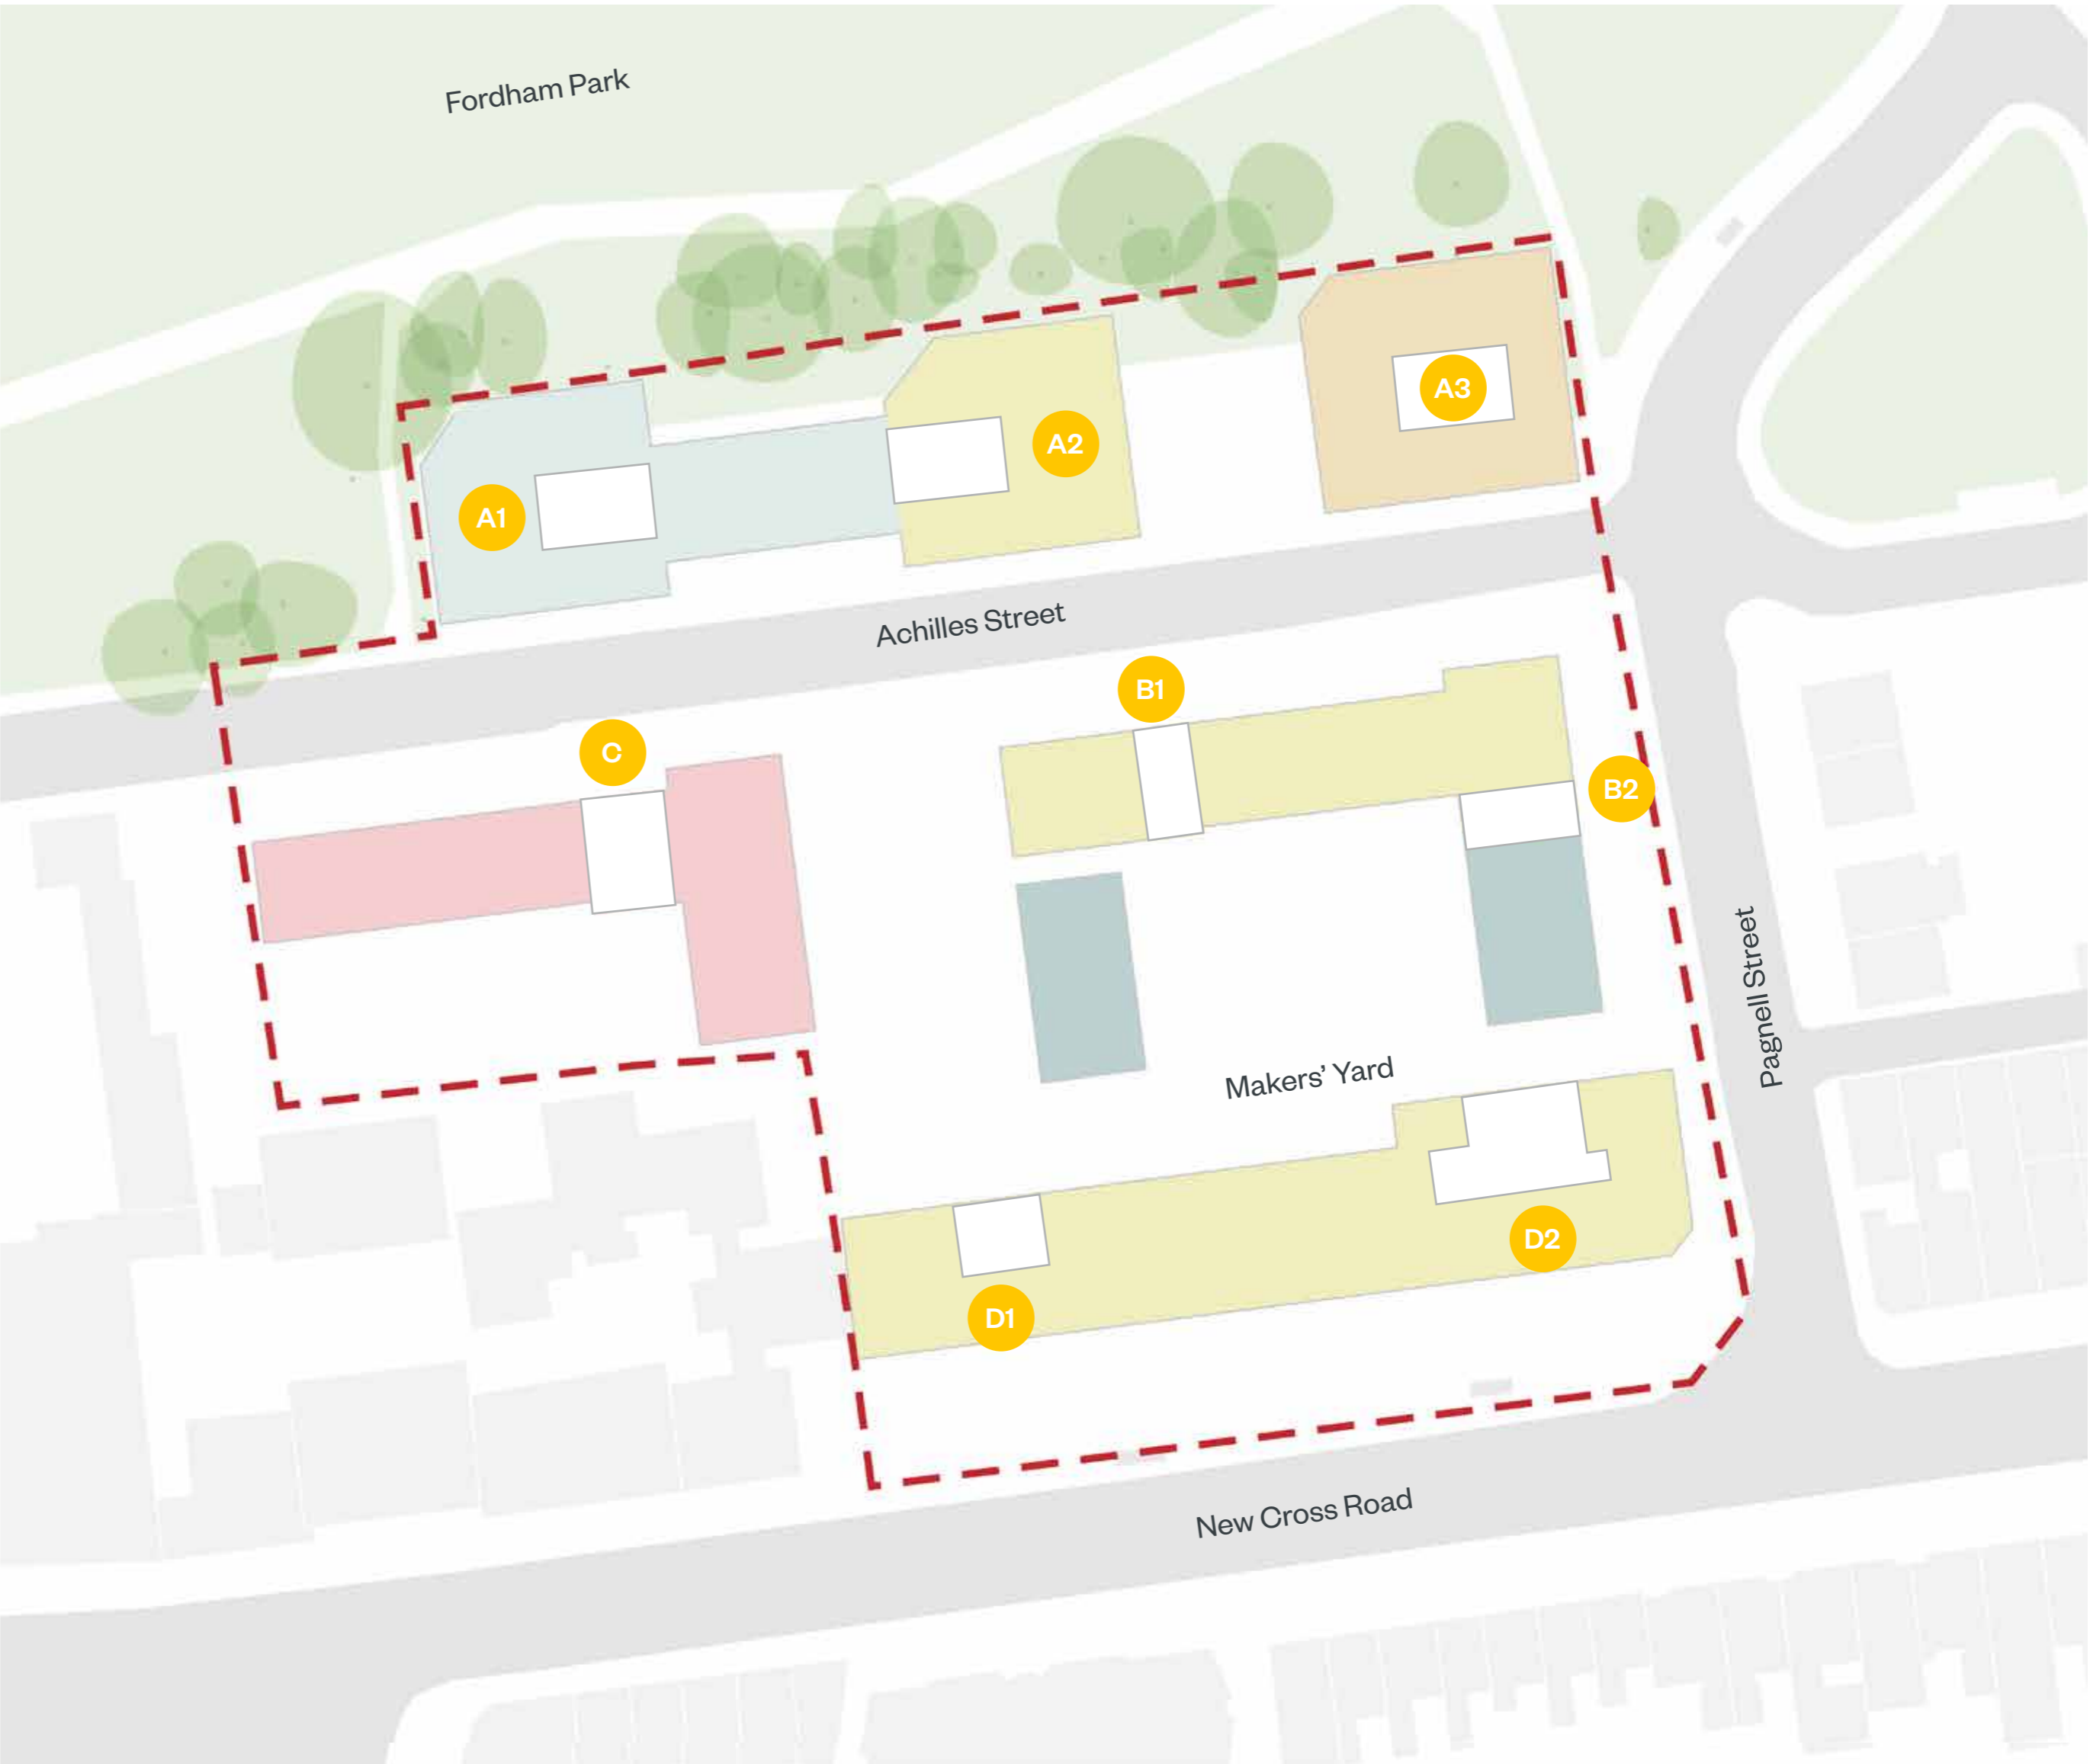 Fordham Park
A3
A2
A1
Achilles Street
B1
C
B2
Pagnell Street
Makers’ Yard
D2
D1
New Cross Road